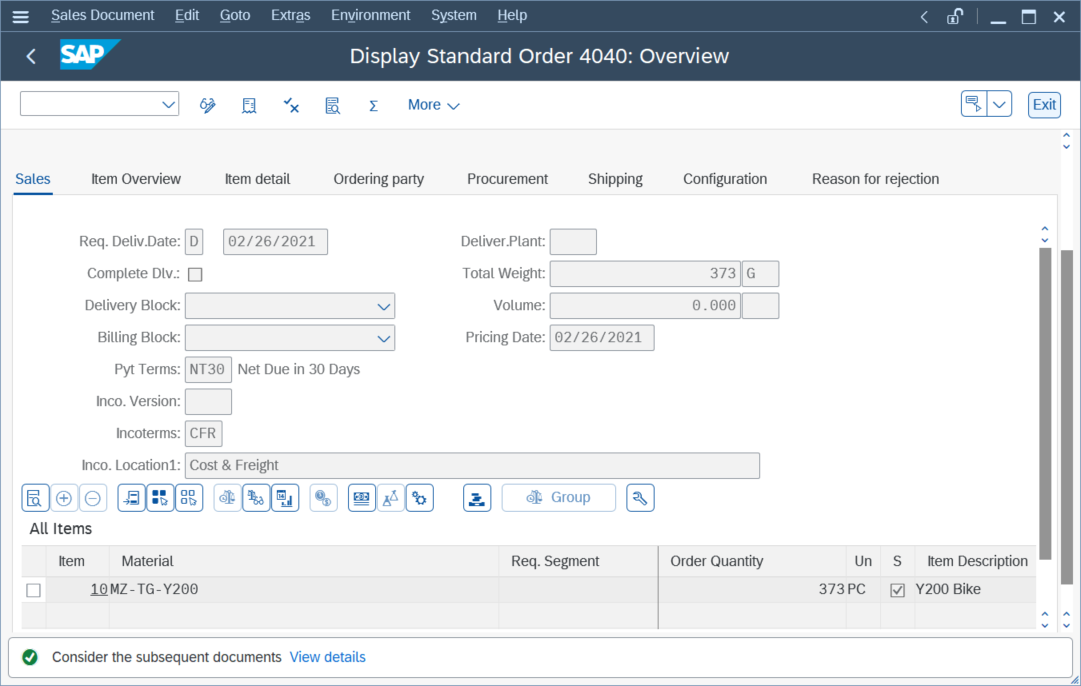 Sales Document Edit Goto Extras Environment System Help
SAP Display Standard Order 4040: Overview
More Exit
Sales Item Overview Item detail Ordering party Procurement Shipping Configuration Reason for rejection
Req. Deliv.Date: D 02/26/2021 Deliver.Plant:
Complete Dlv.: Total Weight: 373 G
Delivery Block: Volume: 0.000
Billing Block: Pricing Date: 02/26/2021
Pyt Terms: NT30 Net Due in 30 Days
Inco. Version:
Incoterms: CFR
Inco. Location1: Cost & Freight
Group
All Items
Item Material Req. Segment Order Quantity Un S Item Description
10 MZ-TG-Y200 373 PC Y200 Bike
Consider the subsequent documents View details